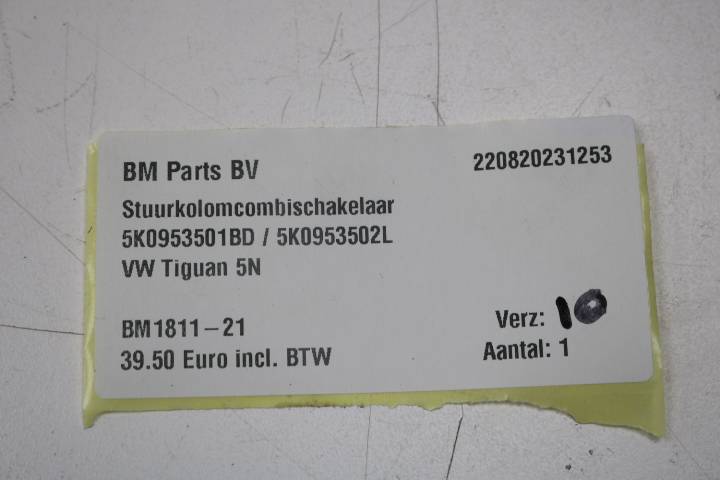 BM Parts BV 220820231253
Stuurkolomcombischakelaar
5K0953501BD / 5K0953502L
VW Tiguan 5N
BM1811-21 Verz: 10
39.50 Euro incl. BTW Aantal: 1